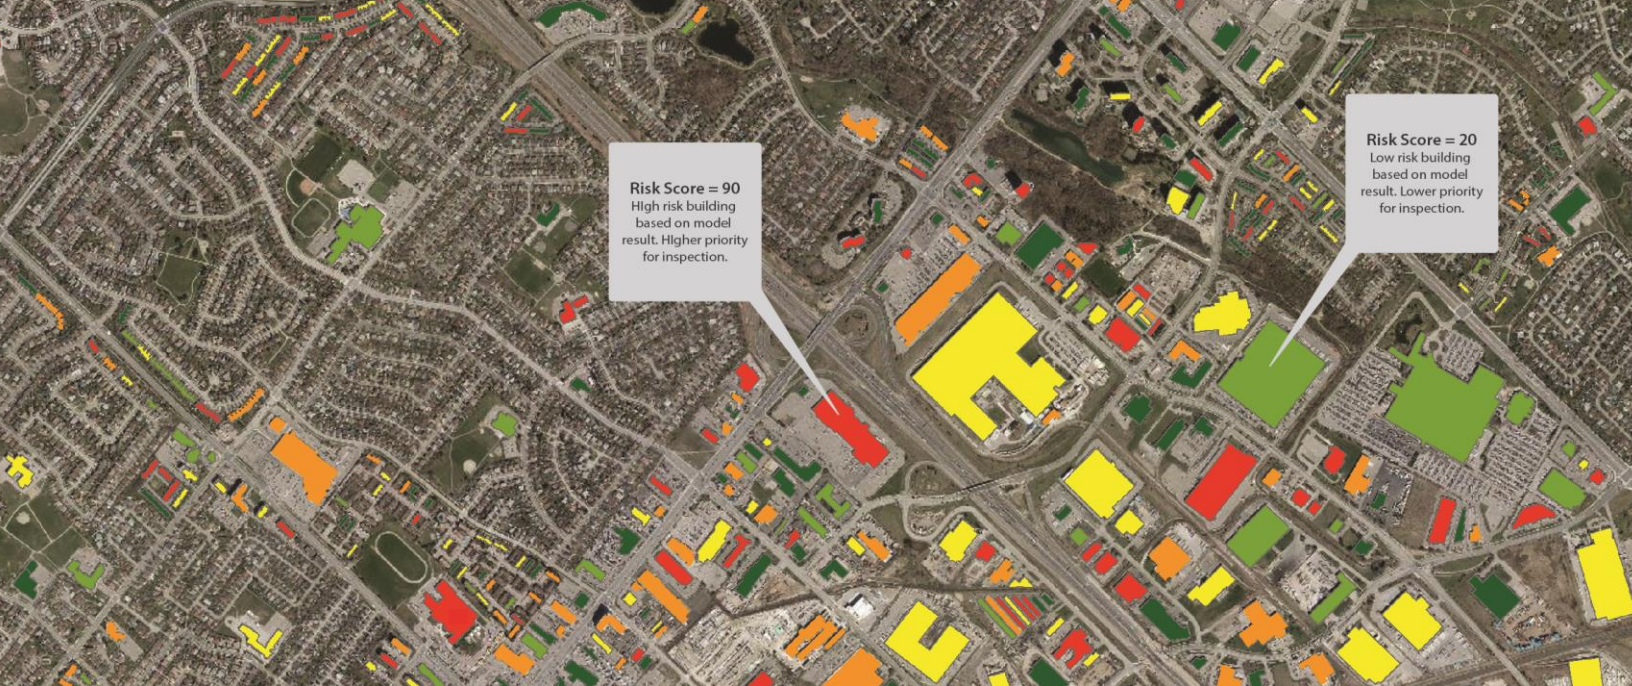 Risk Score = 90
HIgh risk building
based on model
result. HIgher priority
for inspection.
Risk Score = 20
Low risk building
based on model
result. Lower priority
for inspection.